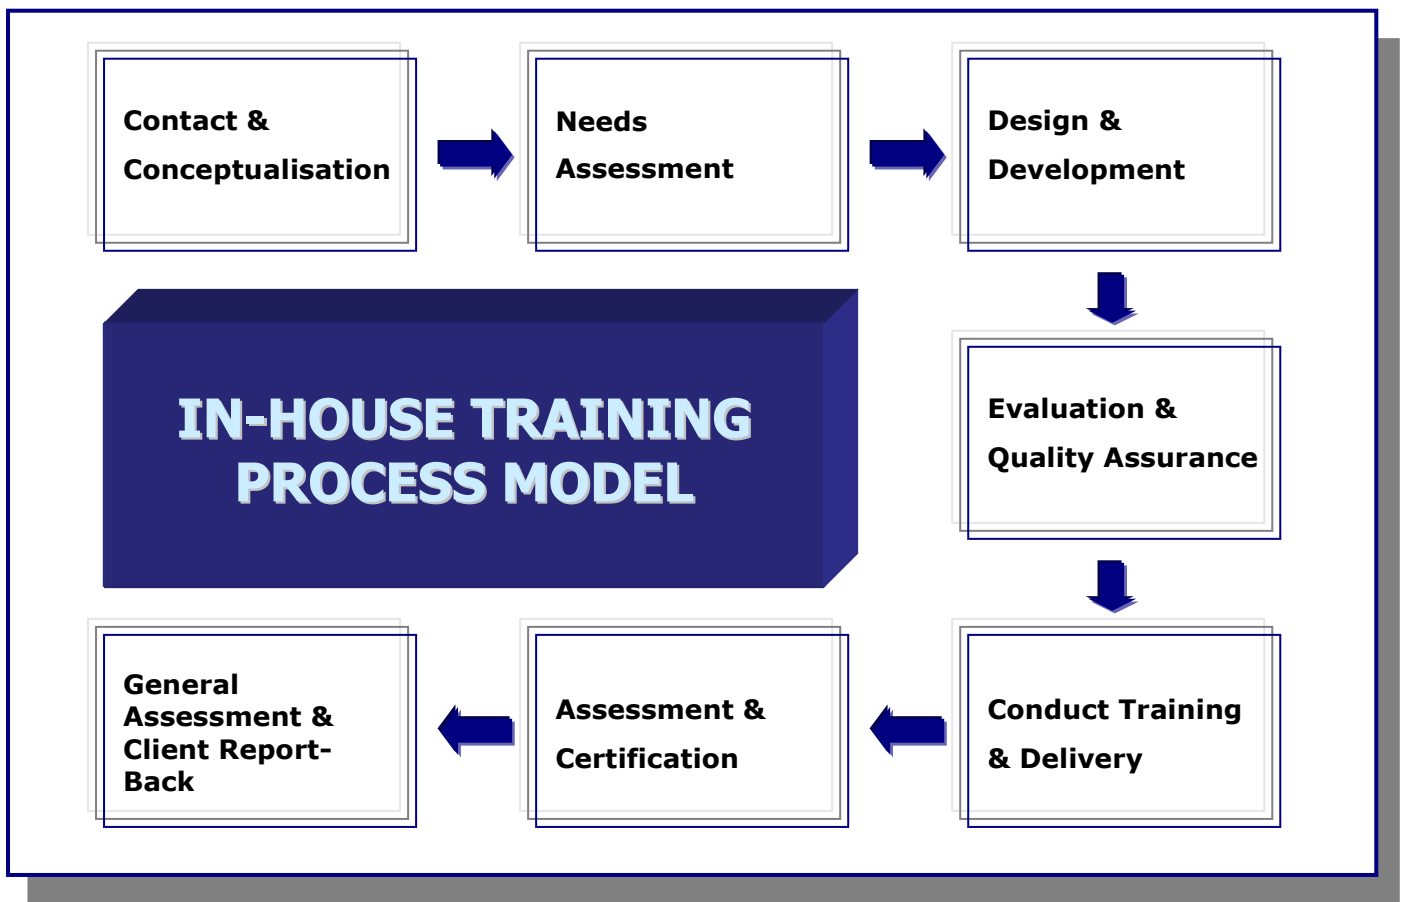 Contact &
Conceptualisation
Needs
Assessment
Design &
Development
IN-HOUSE TRAINING
PROCESS MODEL
Evaluation &
Quality Assurance
General
Assessment &
Client Report-
Back
Assessment &
Certification
Conduct Training
& Delivery